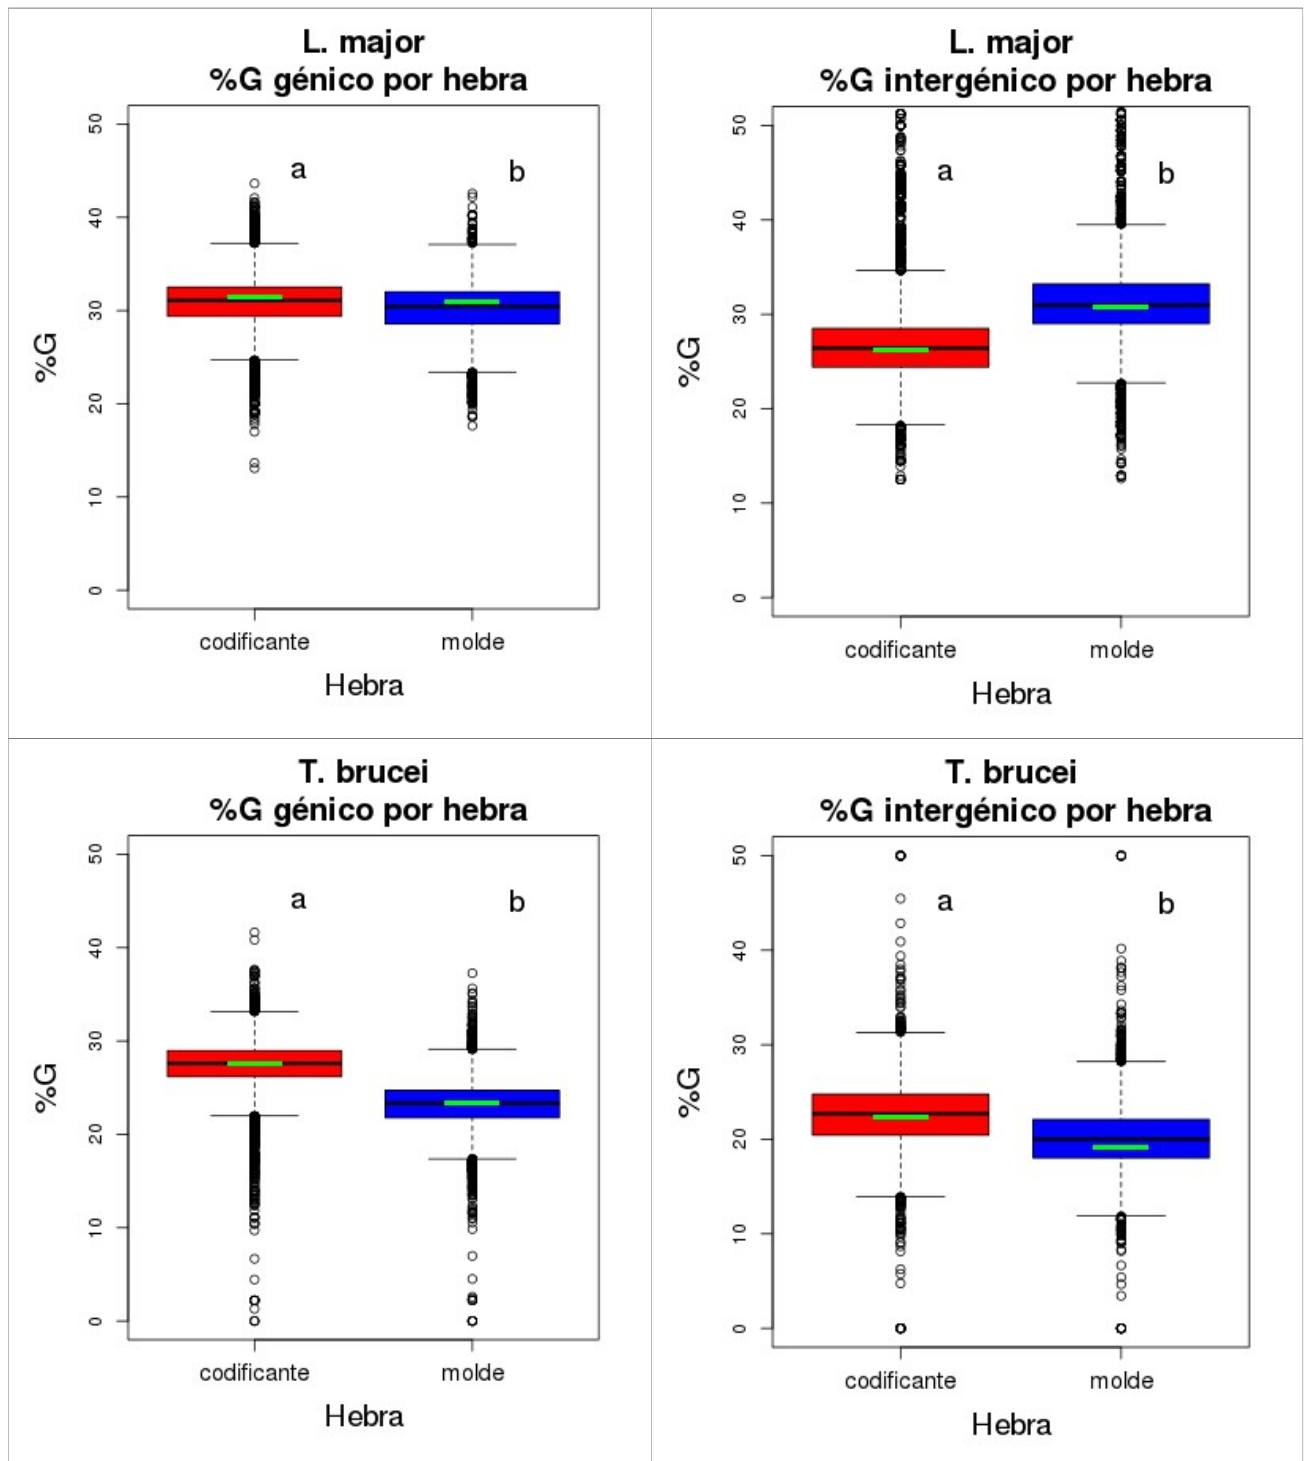 L. major
%G génico por hebra
50
40
30
20
10
0
%G
a
b
codificante
molde
Hebra
L. major
%G intergénico por hebra
50
40
30
20
10
0
%G
a
b
codificante
molde
Hebra
T. brucei
%G génico por hebra
50
40
30
20
10
0
%G
a
b
codificante
molde
Hebra
T. brucei
%G intergénico por hebra
50
40
30
20
10
0
%G
a
b
codificante
molde
Hebra